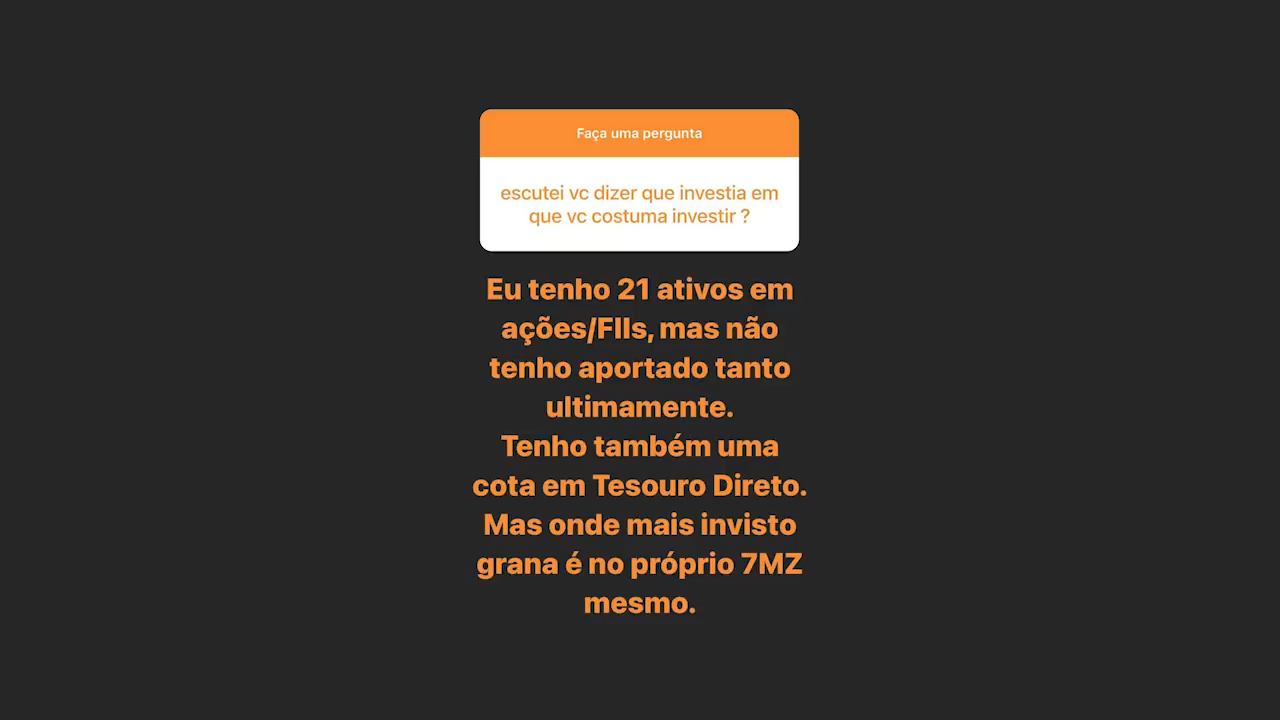 Faça uma pergunta
escutei vc dizer que investia em
que vc costuma investir ?
Eu tenho 21 ativos em
ações/FIIs, mas não
tenho aportado tanto
ultimamente.
Tenho também uma
cota em Tesouro Direto.
Mas onde mais invisto
grana é no próprio 7MZ
mesmo.